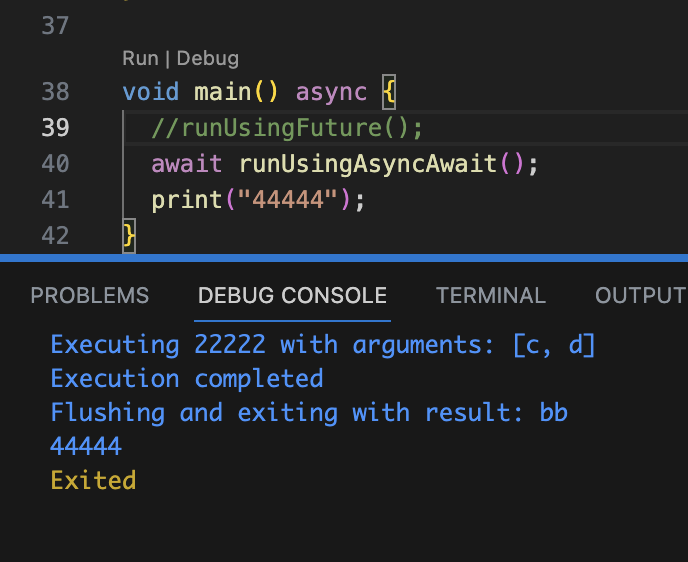 37
Run | Debug
38 void main() async {
39 //runUsingFuture();
40 await runUsingAsyncAwait();
41 print("44444");
42 }
PROBLEMS DEBUG CONSOLE TERMINAL OUTPUT
Executing 22222 with arguments: [c, d]
Execution completed
Flushing and exiting with result: bb
44444
Exited